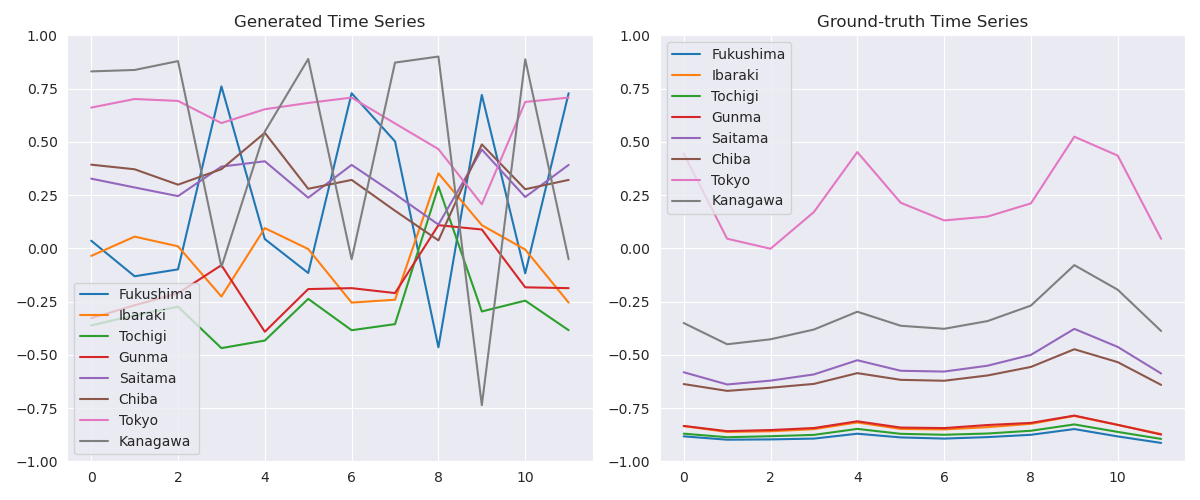 Generated Time Series
1.00
0.75
0.50
0.25
0.00
−0.25
−0.50
−0.75
−1.00
Fukushima
Ibaraki
Tochigi
Gunma
Saitama
Chiba
Tokyo
Kanagawa
0 2 4 6 8 10
Ground-truth Time Series
1.00
0.75
0.50
0.25
0.00
−0.25
−0.50
−0.75
−1.00
Fukushima
Ibaraki
Tochigi
Gunma
Saitama
Chiba
Tokyo
Kanagawa
0 2 4 6 8 10